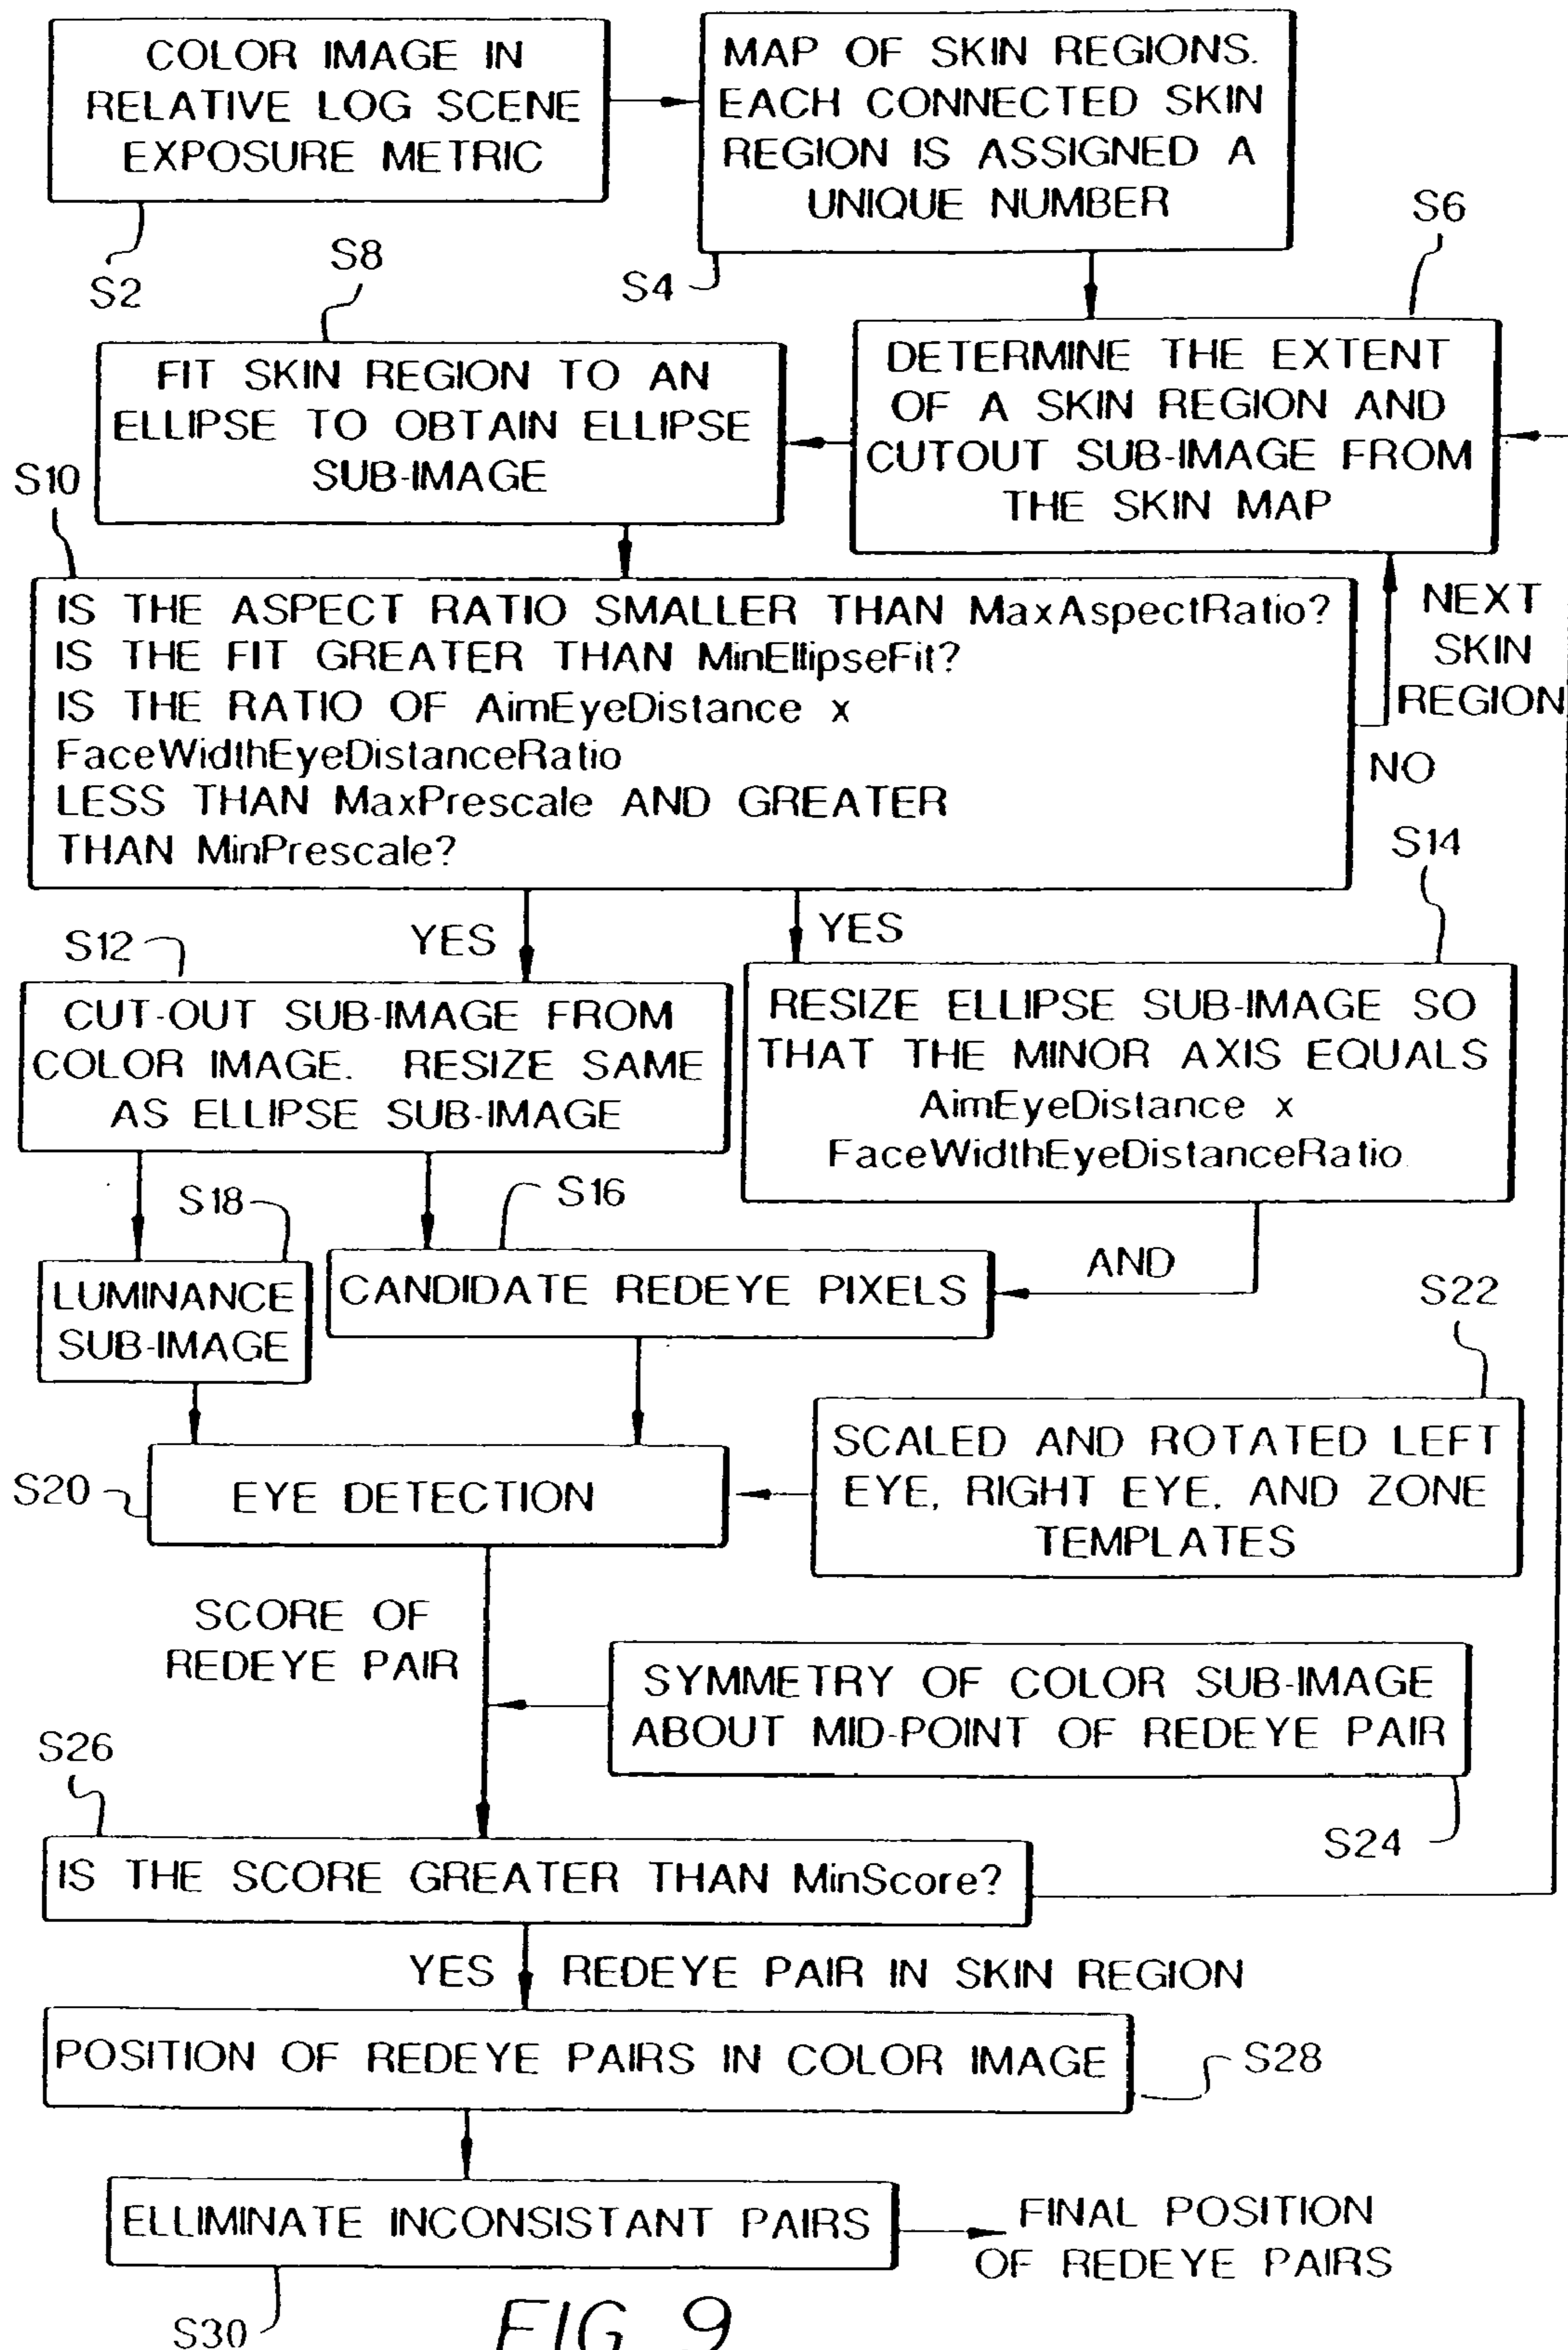 COLOR IMAGE IN
RELATIVE LOG SCENE
EXPOSURE METRIC
S2
MAP OF SKIN REGIONS.
EACH CONNECTED SKIN
REGION IS ASSIGNED A
UNIQUE NUMBER
S4
S6
DETERMINE THE EXTENT
OF A SKIN REGION AND
CUTOUT SUB-IMAGE FROM
THE SKIN MAP
S8
FIT SKIN REGION TO AN
ELLIPSE TO OBTAIN ELLIPSE
SUB-IMAGE
S10
IS THE ASPECT RATIO SMALLER THAN MaxAspectRatio?
IS THE FIT GREATER THAN MinEllipseFit?
IS THE RATIO OF AimEyeDistance x
FaceWidthEyeDistanceRatio
LESS THAN MaxPrescale AND GREATER
THAN MinPrescale?
NEXT
SKIN
REGION
NO
YES
YES
S12
CUT-OUT SUB-IMAGE FROM
COLOR IMAGE. RESIZE SAME
AS ELLIPSE SUB-IMAGE
S14
RESIZE ELLIPSE SUB-IMAGE SO
THAT THE MINOR AXIS EQUALS
AimEyeDistance x
FaceWidthEyeDistanceRatio
S18
LUMINANCE
SUB-IMAGE
S16
CANDIDATE REDEYE PIXELS
AND
S22
SCALED AND ROTATED LEFT
EYE, RIGHT EYE, AND ZONE
TEMPLATES
S20
EYE DETECTION
SCORE OF
REDEYE PAIR
SYMMETRY OF COLOR SUB-IMAGE
ABOUT MID-POINT OF REDEYE PAIR
S24
S26
IS THE SCORE GREATER THAN MinScore?
YES
REDEYE PAIR IN SKIN REGION
POSITION OF REDEYE PAIRS IN COLOR IMAGE
S28
ELLIMINATE INCONSISTANT PAIRS
S30
FINAL POSITION
OF REDEYE PAIRS
FIG 9